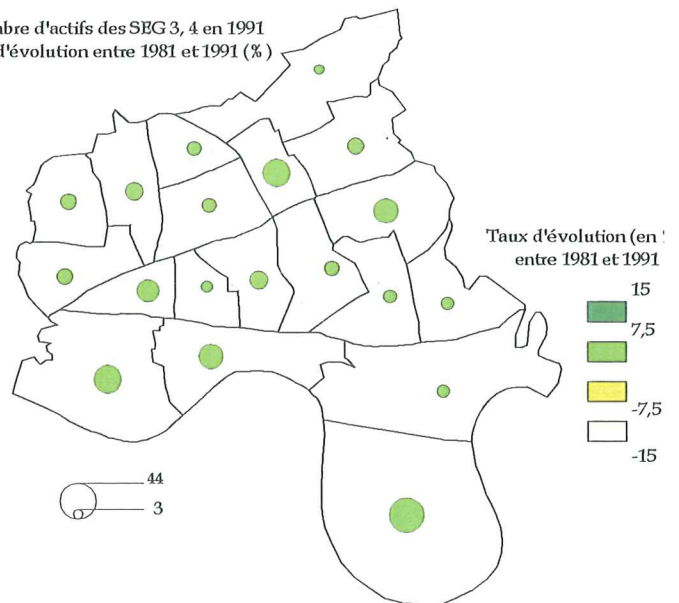 d'actifs des SEG 3, 4 en 1991
d'évolution entre 1981 et 1991 (%)
Taux d'évolution (en
entre 1981 et 1991
15
7,5
-7,5
-15
44
3